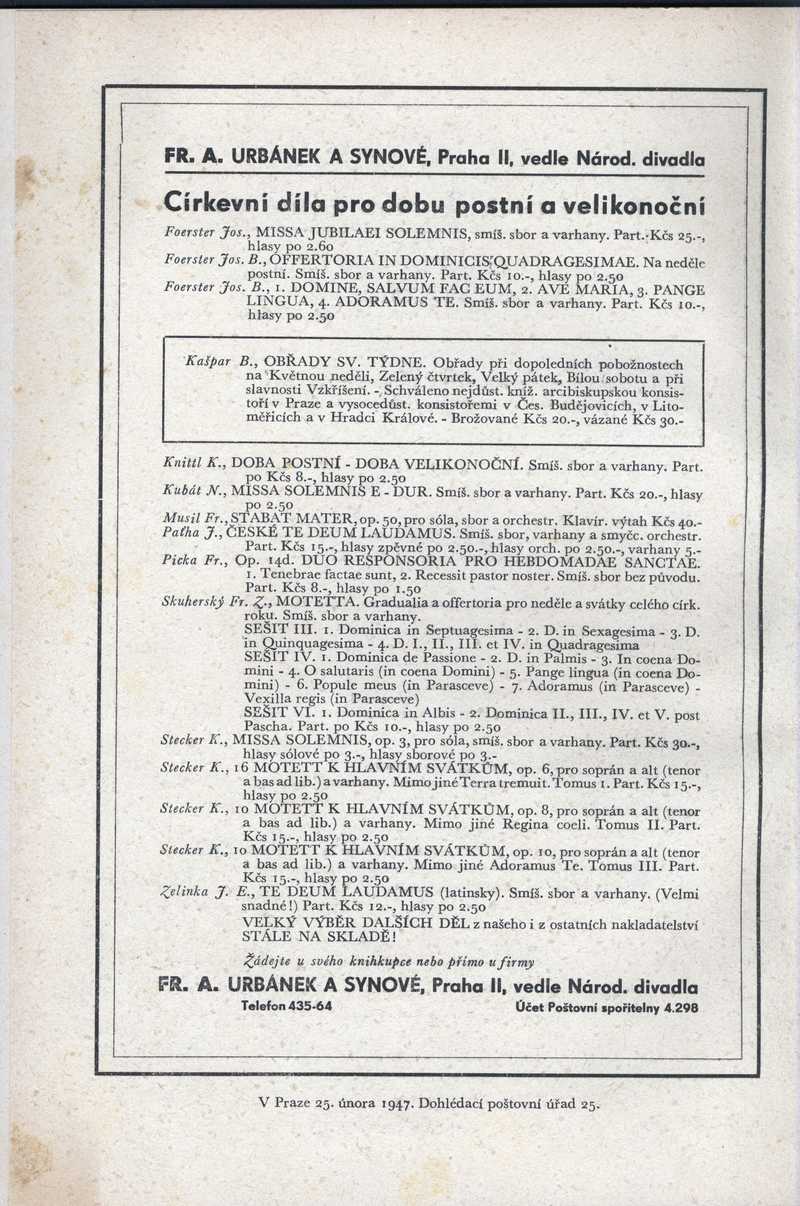 FR. A. URBÁNEK A SYNOVÉ, Praha II, vedle Národ. divadla
Církevní díla pro dobu postní a velikonoční
Foerster Jos., MISSA JUBILAEI SOLEMNIS, smíš. sbor a varhany. Part. Kčs 25.-,
hlasy po 2.60
Foerster Jos. B., OFFERTORIA IN DOMINICIS QUADRAGESIMAE. Na neděle
postní. Smíš. sbor a varhany. Part. Kčs 10.-, hlasy po 2.50
Foerster Jos. B., 1. DOMINE, SALVUM FAC EUM, 2. AVE MARIA, 3. PANGE
LINGUA, 4. ADORAMUS TE. Smíš. sbor a varhany. Part. Kčs 10.-,
hlasy po 2.50
Kašpar B., OBŘADY SV. TÝDNE. Obřady při dopoledních pobožnostech
na Květnou neděli, Zelený čtvrtek, Velký pátek, Bílou sobotu a při
slavnosti Vzkříšení. - Schváleno nejdůst. kníž. arcibiskupskou konsis-
toří v Praze a vysocedůst. konsistořemi v Čes. Budějovicích, v Lito-
měřicích a v Hradci Králové. - Brožované Kčs 20.-, vázané Kčs 30.-
Knittl K., DOBA POSTNÍ - DOBA VELIKONOČNÍ. Smíš. sbor a varhany. Part.
po Kčs 8.-, hlasy po 2.50
Kubát N., MISSA SOLEMNIS E - DUR. Smíš. sbor a varhany. Part. Kčs 20.-, hlasy
po 2.50
Musil Fr., STABAT MATER, op. 50, pro sóla, sbor a orchestr. Klavír. výtah Kčs 40.-
Paťha J., ČESKÉ TE DEUM LAUDAMUS. Smíš. sbor, varhany a smyčc. orchestr.
Part. Kčs 15.-, hlasy zpěvné po 2.50.-, hlasy orch. po 2.50.-, varhany 5.-
Picka Fr., Op. 14d. DUO RESPONSORIA PRO HEBDOMADAE SANCTAE.
1. Tenebrae factae sunt, 2. Recessit pastor noster. Smíš. sbor bez původu.
Part. Kčs 8.-, hlasy po 1.50
Skuherský Fr. Z., MOTETTA. Gradualia a offertoria pro neděle a svátky celého círk.
roku. Smíš. sbor a varhany.
SEŠIT III. 1. Dominica in Septuagesima - 2. D. in Sexagesima - 3. D.
in Quinquagesima - 4. D. I., II., III. et IV. in Quadragesima
SEŠIT IV. 1. Dominica de Passione - 2. D. in Palmis - 3. In coena Do-
mini - 4. O salutaris (in coena Domini) - 5. Pange lingua (in coena Do-
mini) - 6. Popule meus (in Parasceve) - 7. Adoramus (in Parasceve) -
Vexilla regis (in Parasceve)
SEŠIT VI. 1. Dominica in Albis - 2. Dominica II., III., IV. et V. post
Pascha. Part. po Kčs 10.-, hlasy po 2.50
Stecker K., MISSA SOLEMNIS, op. 3, pro sóla, smíš. sbor a varhany. Part. Kčs 30.-,
hlasy sólové po 3.-, hlasy sborové po 3.-
Stecker K., 16 MOTETT K HLAVNÍM SVÁTKŮM, op. 6, pro soprán a alt (tenor
a bas ad lib.) a varhany. Mimo jiné Terra tremuit. Tomus 1. Part. Kčs 15.-,
hlasy po 2.50
Stecker K., 10 MOTETT K HLAVNÍM SVÁTKŮM, op. 8, pro soprán a alt (tenor
a bas ad lib.) a varhany. Mimo jiné Regina coeli. Tomus II. Part.
Kčs 15.-, hlasy po 2.50
Stecker K., 10 MOTETT K HLAVNÍM SVÁTKŮM, op. 10, pro soprán a alt (tenor
a bas ad lib.) a varhany. Mimo jiné Adoramus Te. Tomus III. Part.
Kčs 15.-, hlasy po 2.50
Zelinka J. E., TE DEUM LAUDAMUS (latinsky). Smíš. sbor a varhany. (Velmi
snadné!) Part. Kčs 12.-, hlasy po 2.50
VELKÝ VÝBĚR DALŠÍCH DĚL z našeho i z ostatních nakladatelství
STÁLE NA SKLADĚ!
Žádejte u svého knihkupce nebo přímo u firmy
FR. A. URBÁNEK A SYNOVÉ, Praha II, vedle Národ. divadla
Telefon 435-64 Účet Poštovní spořitelny 4.298
V Praze 25. února 1947. Dohlédací poštovní úřad 25.